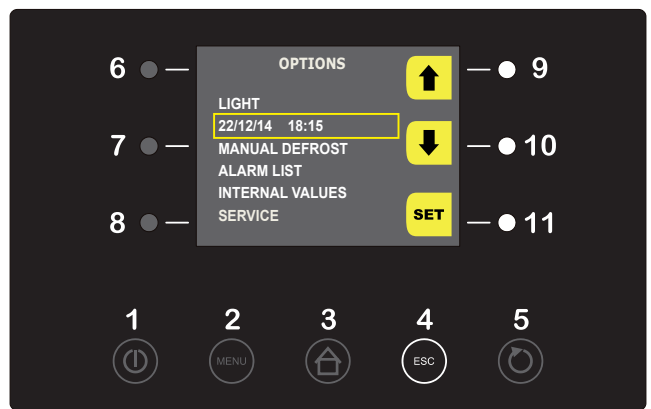 OPTIONS
6
9
LIGHT
22/12/14 18:15
7
MANUAL DEFROST
10
ALARM LIST
INTERNAL VALUES
8
SERVICE
SET
11
1
2
3
4
5
MENU
ESC